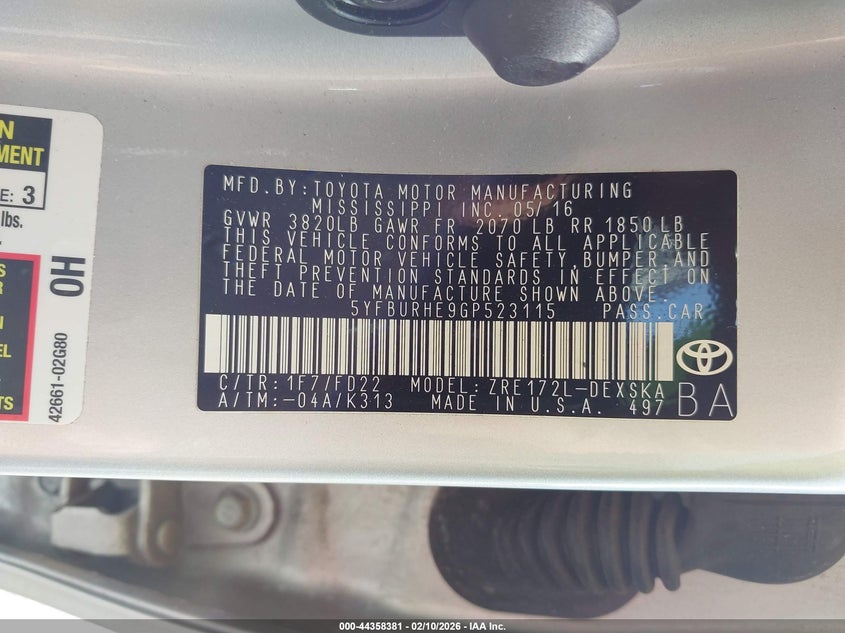 N
MENT
E: 3
lbs.
S
R
N
EL
TS
OH
42661-02G80
MFD.BY:TOYOTA MOTOR MANUFACTURING
MISSISSIPPI INC.05/16
GVWR 3820LB GAWR FR 2070 LB RR 1850 LB
THIS VEHICLE CONFORMS TO ALL APPLICABLE
FEDERAL MOTOR VEHICLE SAFETY,BUMPER AND
THEFT PREVENTION STANDARDS IN EFFECT ON
THE DATE OF MANUFACTURE SHOWN ABOVE.
5YFBURHE9GP523115 PASS.CAR
C/TR:1F7/FD22 MODEL:ZRE172L-DEXSKA
A/TM:-04A/K313 MADE IN U.S.A. 497
BA
000-44358381 - 02/10/2026 - IAA Inc.